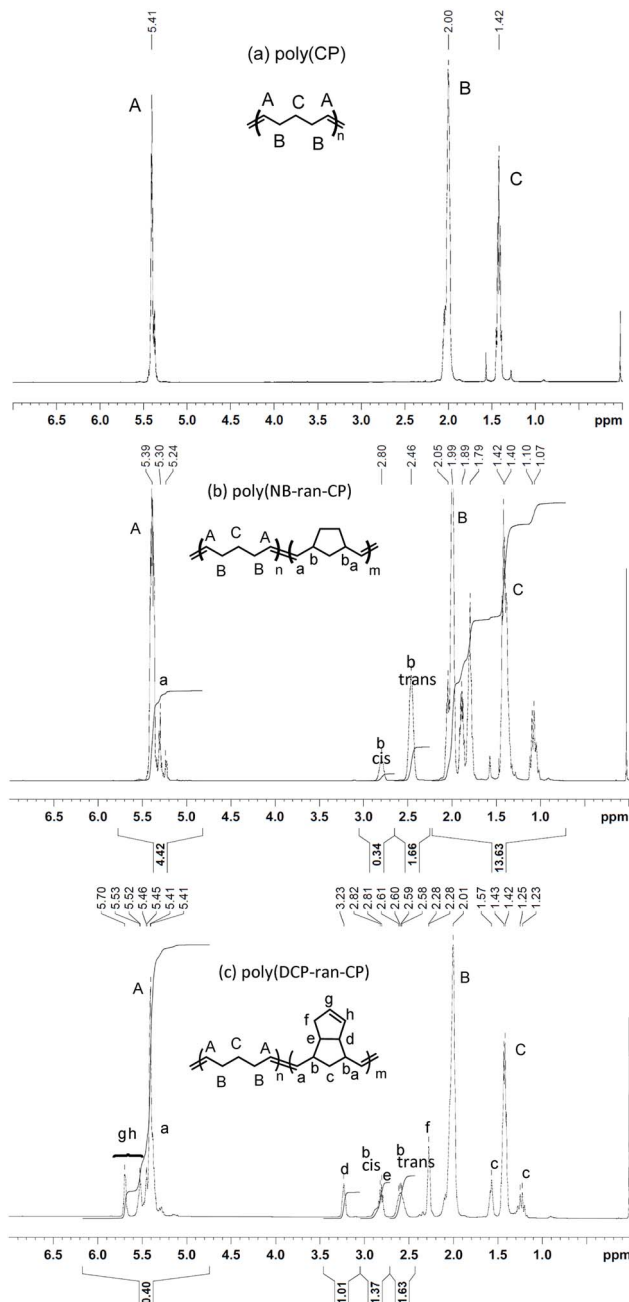 5.41
2.00
1.42
(a) poly(CP)
A
B
C
A C A
B B
n
6.5 6.0 5.5 5.0 4.5 4.0 3.5 3.0 2.5 2.0 1.5 1.0 ppm
5.39
5.30
5.24
2.80
2.46
2.05
1.99
1.89
1.79
1.42
1.40
1.10
1.07
(b) poly(NB-ran-CP)
A
B
C
A C A
B B n a b b a m
a
b
trans
b
cis
6.5 6.0 5.5 5.0 4.5 4.0 3.5 3.0 2.5 2.0 1.5 1.0 ppm
4.42
0.34
1.66
13.63
5.70
5.53
5.52
5.46
5.45
5.41
5.41
3.23
2.82
2.81
2.61
2.60
2.59
2.58
2.28
2.28
2.01
1.57
1.43
1.42
1.25
1.23
(c) poly(DCP-ran-CP)
A
B
C
g
f h
e d
A C A
B B n a b c b a m
g h
a
d
b
cis
e
b
trans
f
c
c
6.5 6.0 5.5 5.0 4.5 4.0 3.5 3.0 2.5 2.0 1.5 1.0 ppm
0.40
1.01
1.37
1.63